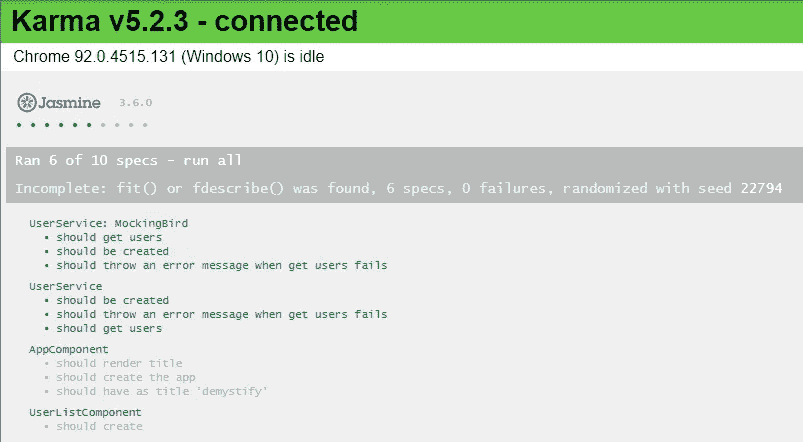 Karma v5.2.3 - connected
Chrome 92.0.4515.131 (Windows 10) is idle
Jasmine 3.6.0
Ran 6 of 10 specs - run all
Incomplete: fit() or fdescribe() was found, 6 specs, 0 failures, randomized with seed 22794
UserService: MockingBird
• should get users
• should be created
• should throw an error message when get users fails
UserService
• should be created
• should throw an error message when get users fails
• should get users
AppComponent
• should render title
• should create the app
• should have as title 'demystify'
UserListComponent
• should create